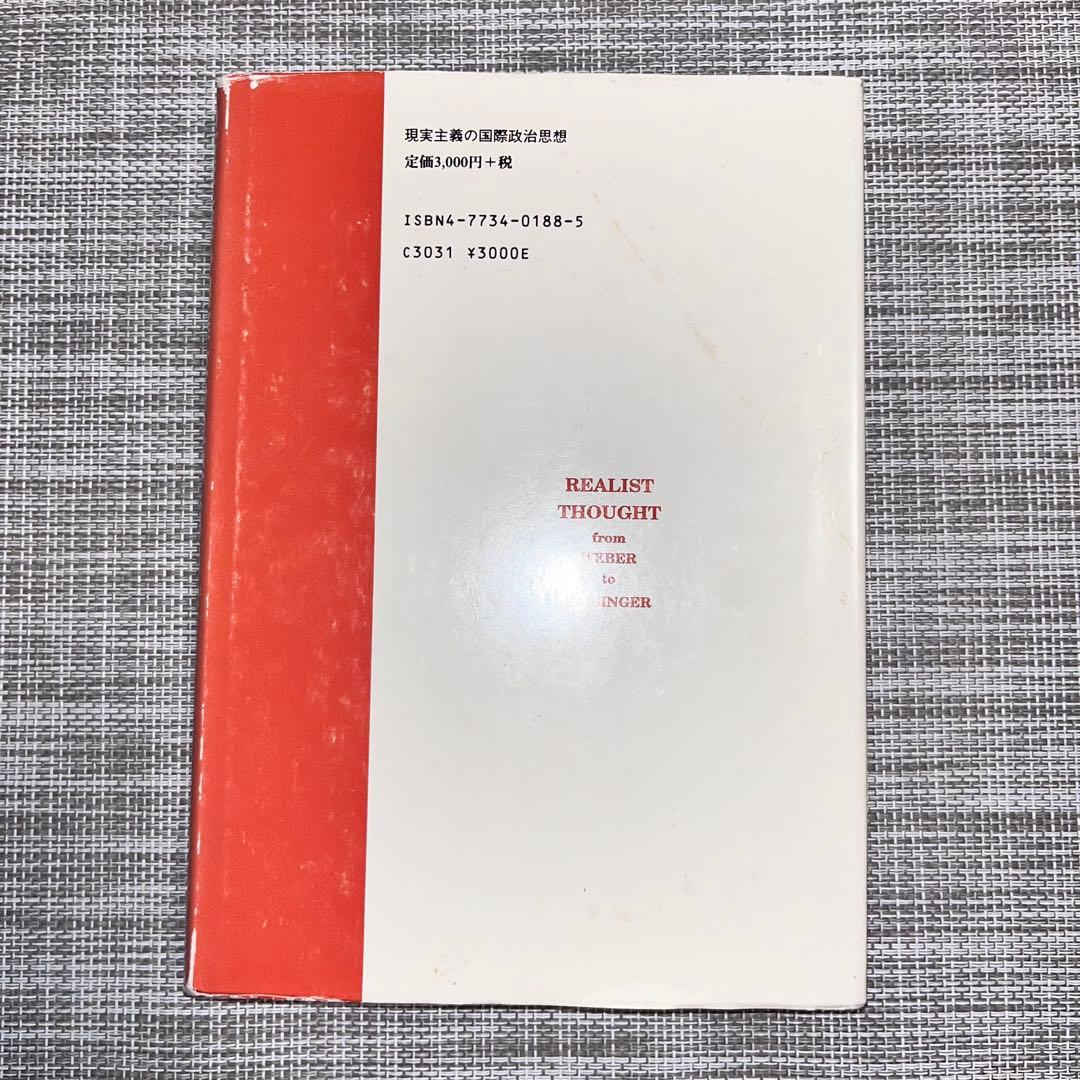 現実主義の国際政治思想
定価3,000円＋税
ISBN4-7734-0188-5
C3031 ¥3000E
REALIST
THOUGHT
from
to